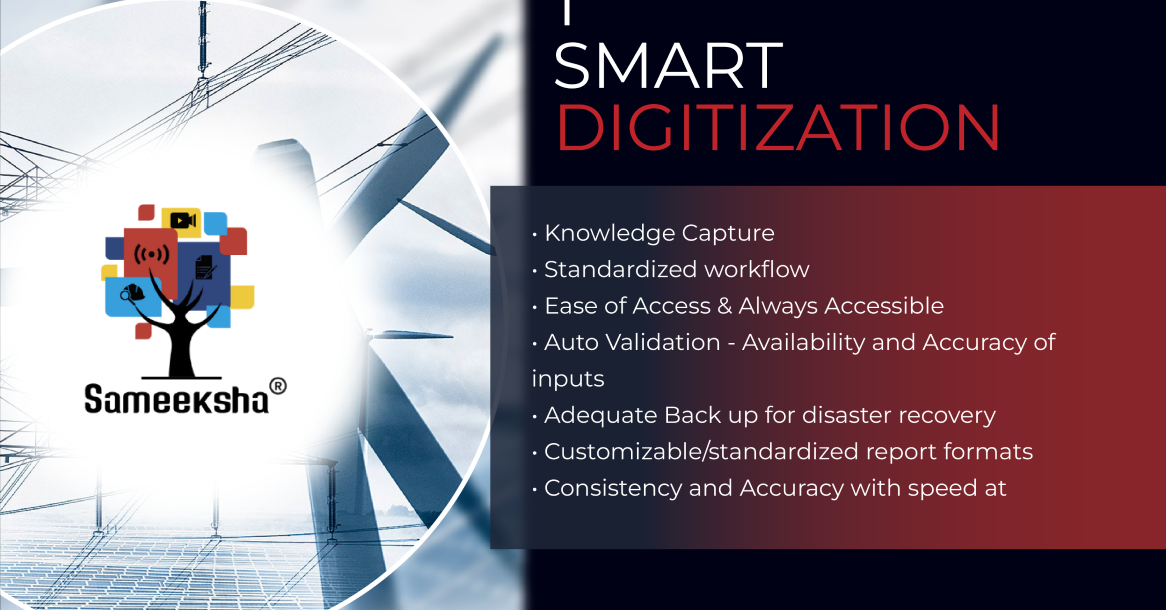 SMART
DIGITIZATION
• Knowledge Capture
• Standardized workflow
• Ease of Access & Always Accessible
• Auto Validation - Availability and Accuracy of
inputs
• Adequate Back up for disaster recovery
• Customizable/standardized report formats
• Consistency and Accuracy with speed at
Sameeksha®